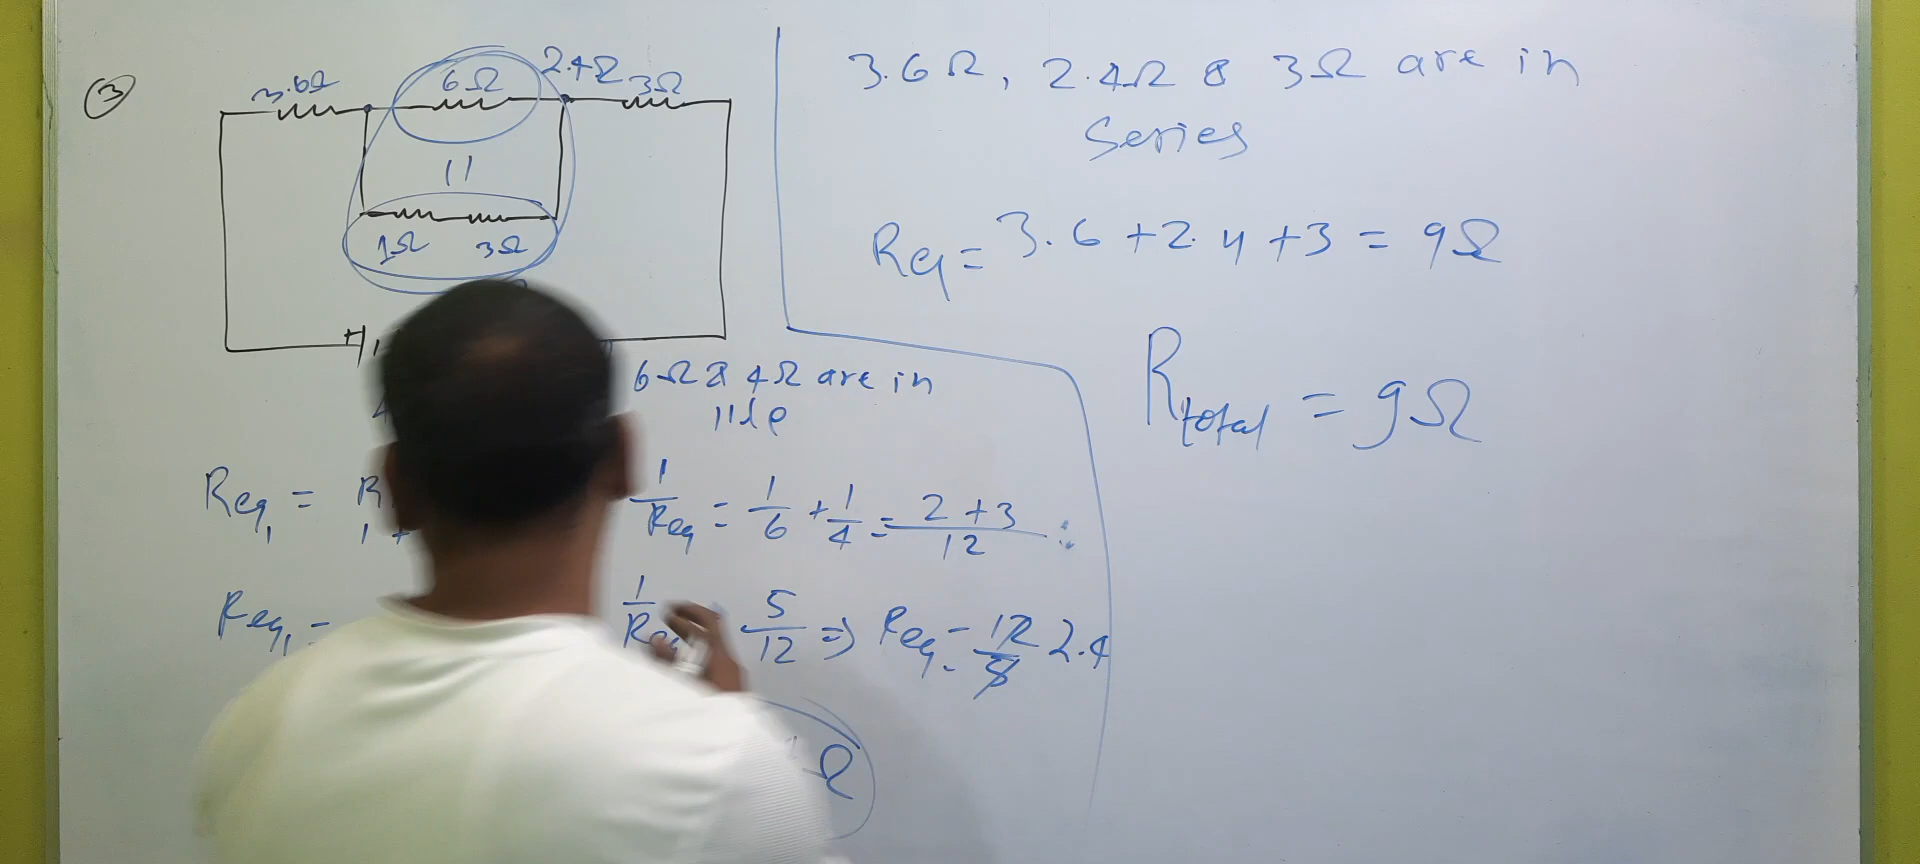 3
3.6Ω 6Ω 2.4Ω 3Ω
||
1Ω 3Ω
+
6Ω & 4Ω are in
||le
Req₁ =
1 +
1/Req = 1/6 + 1/4 = 2+3/12
Req₁ =
1/Req 5/12 ⇒ Req = 12/5 2.4
Ω
3.6Ω, 2.4Ω & 3Ω are in
Series
Req = 3.6 + 2.4 + 3 = 9Ω
Rtotal = 9Ω